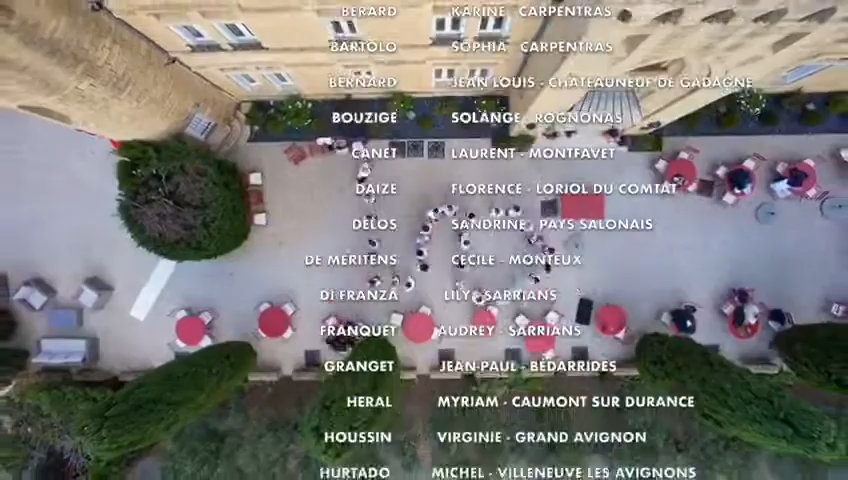 BERARD KARINE - CARPENTRAS
BARTOLO SOPHIA - CARPENTRAS
BERNARD JEAN LOUIS - CHATEAUNEUF DE GADAGNE
BOUZIGE SOLANGE - ROGNONAS
CANET LAURENT - MONTFAVET
DAIZE FLORENCE - LORIOL DU COMTAT
DELOS SANDRINE - PAYS SALONAIS
DE MERITENS CECILE - MONTEUX
DI FRANZA LILY - SARRIANS
FRANQUET AUDREY - SARRIANS
GRANGET JEAN-PAUL - BEDARRIDES
HERAL MYRIAM - CAUMONT SUR DURANCE
HOUSSIN VIRGINIE - GRAND AVIGNON
HURTADO MICHEL - VILLENEUVE LES AVIGNONS